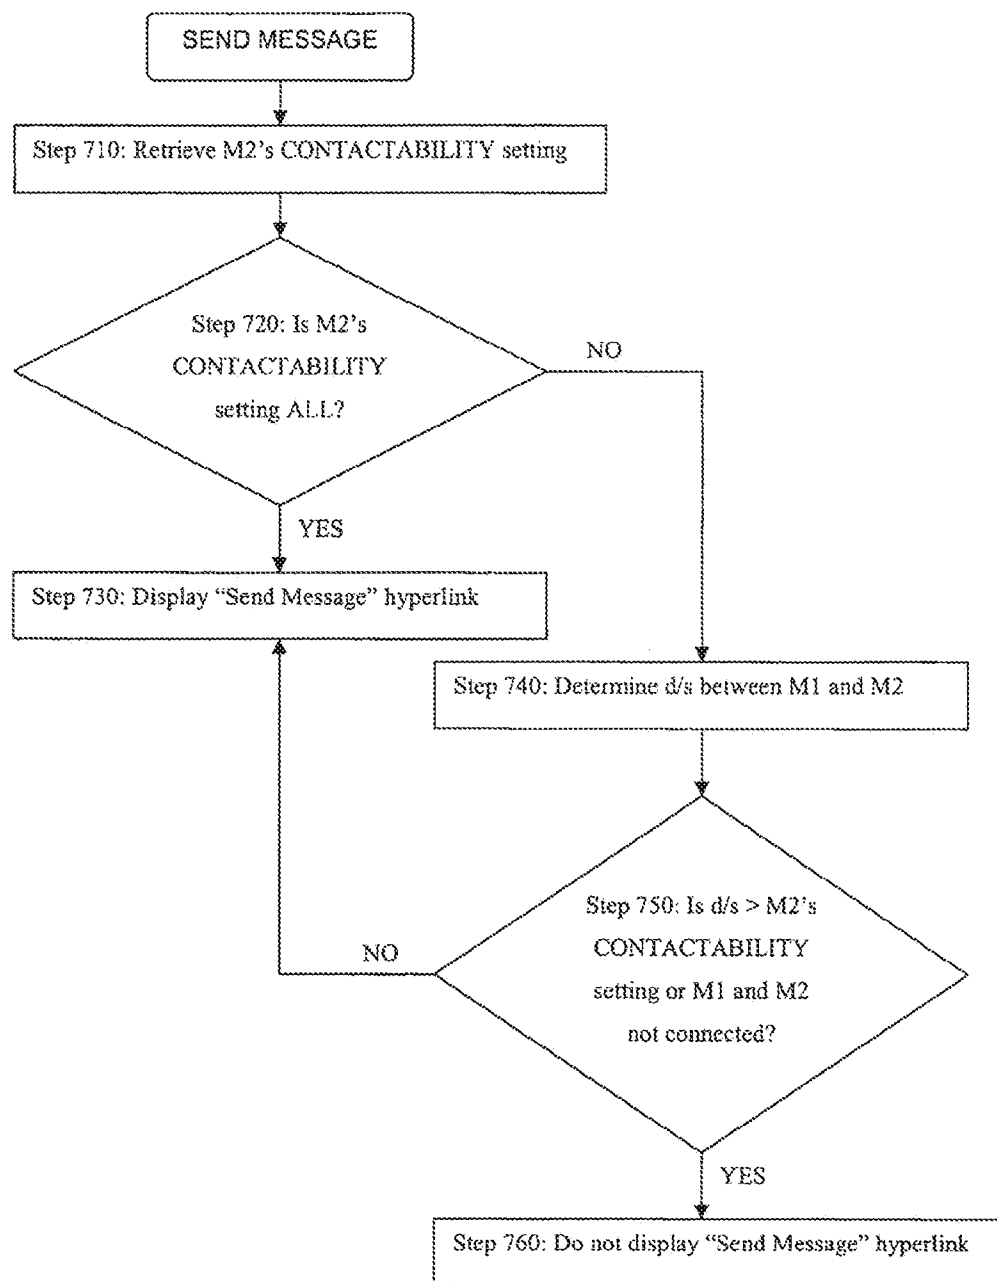 SEND MESSAGE
Step 710: Retrieve M2's CONTACTABILITY setting
Step 720: Is M2's
CONTACTABILITY
setting ALL?
NO
YES
Step 730: Display “Send Message” hyperlink
Step 740: Determine d/s between M1 and M2
Step 750: Is d/s > M2's
CONTACTABILITY
setting or M1 and M2
not connected?
NO
YES
Step 760: Do not display “Send Message” hyperlink